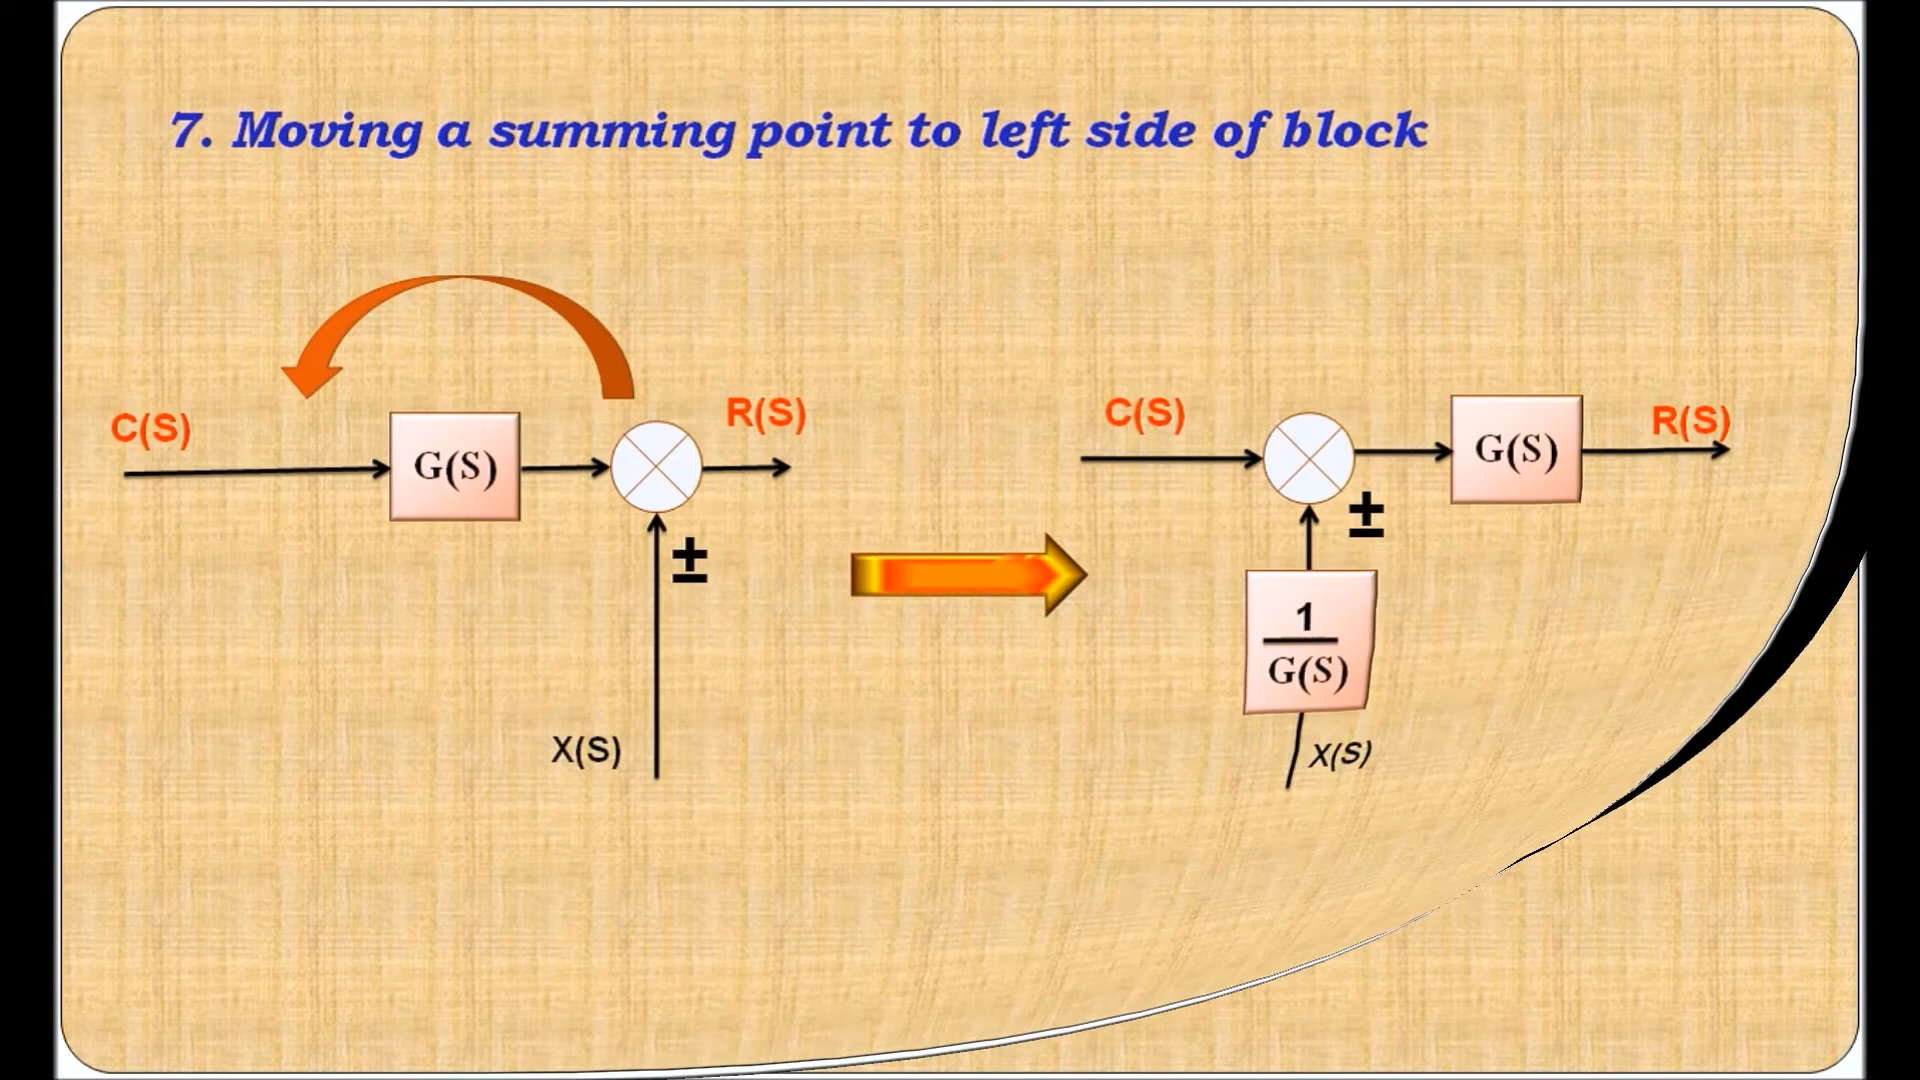 7. Moving a summing point to left side of block
C(S)
G(S)
R(S)
±
X(S)
C(S)
G(S)
R(S)
±
1
G(S)
X(S)